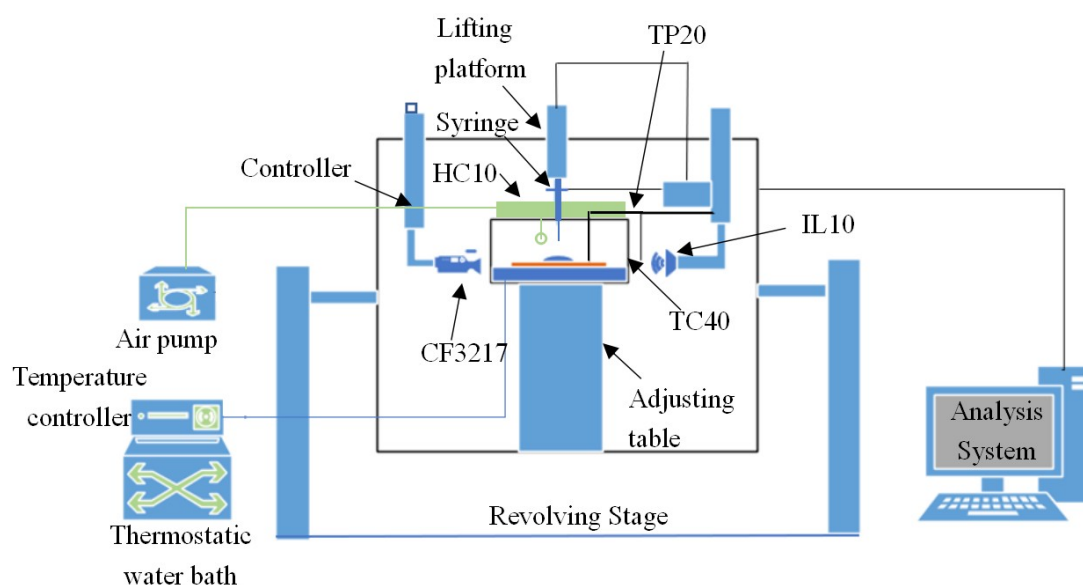 Lifting
platform
TP20
Syringe
Controller
HC10
IL10
TC40
CF3217
Air pump
Temperature
controller
Adjusting
table
Analysis
System
Revolving Stage
Thermostatic
water bath